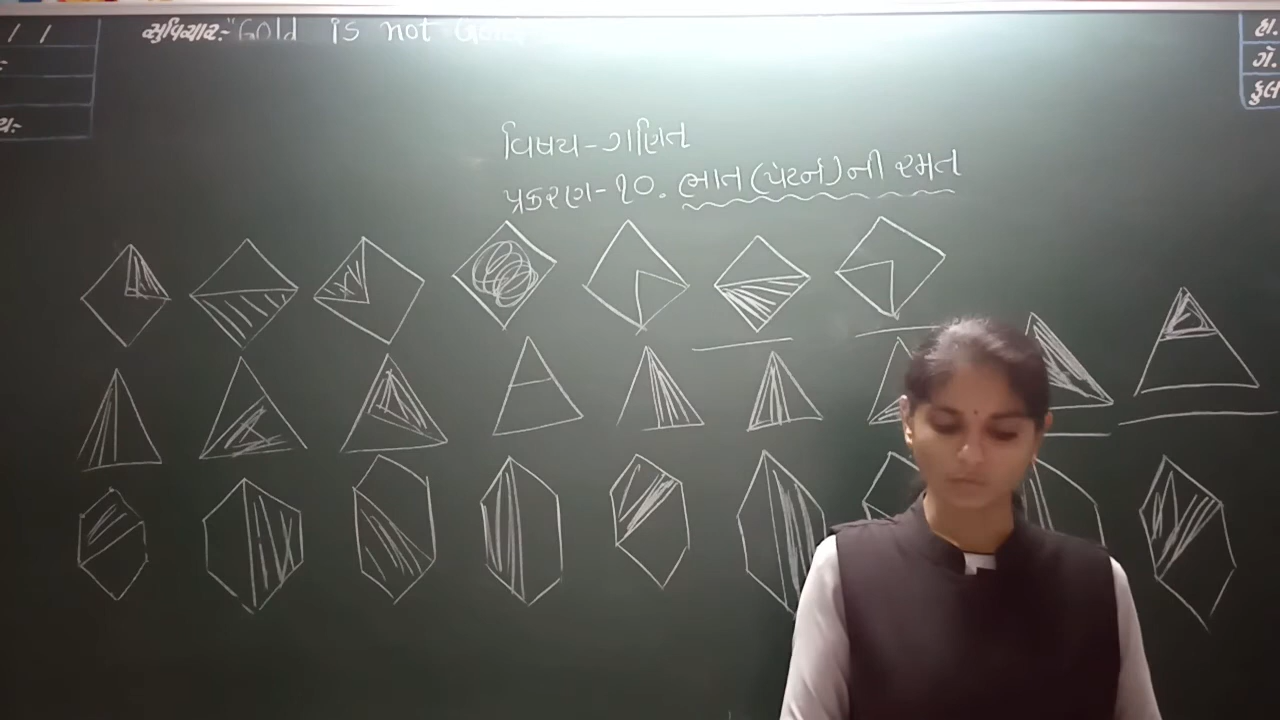 / /
સુવિચાર:- "Gold is not
હા.
ગે.
કુલ
ય:-
વિષય - ગણિત
પ્રકરણ - ૧૦. ભાત (પેટર્ન) ની રમત